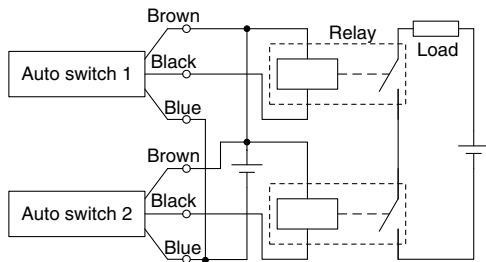 Brown
Relay
Load
Auto switch 1
Black
Blue
Brown
Auto switch 2
Black
Blue